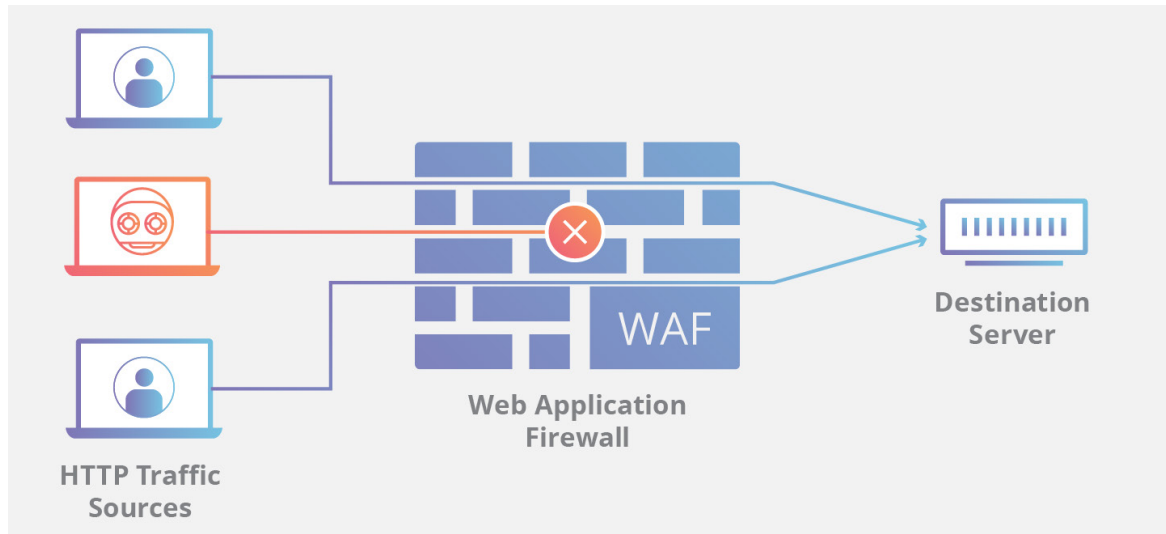 WAF
Web Application
Firewall
HTTP Traffic
Sources
Destination
Server